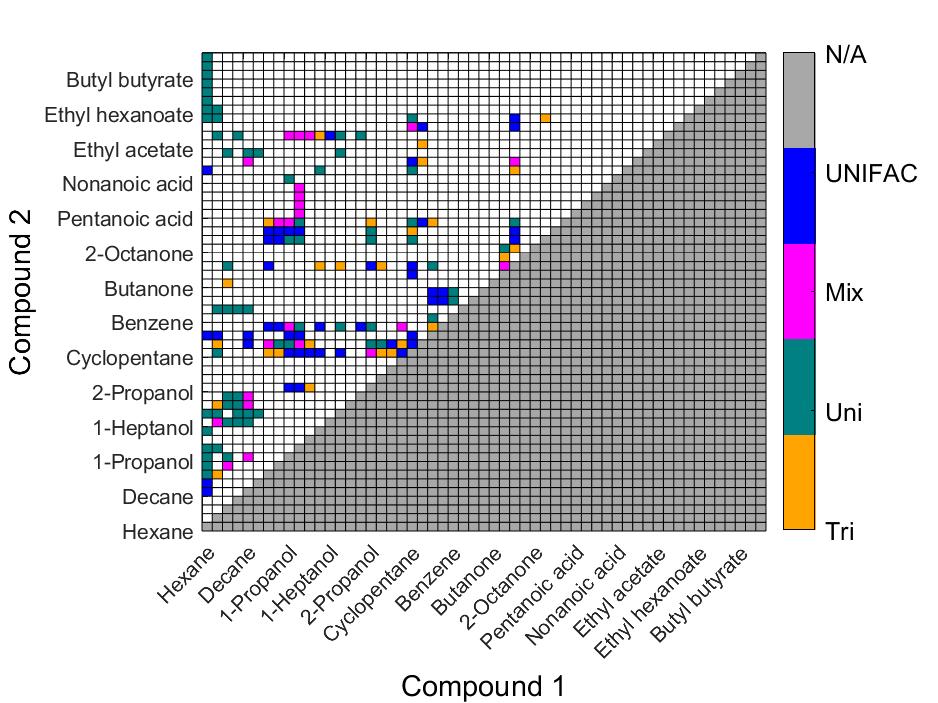 N/A
Butyl butyrate
Ethyl hexanoate
Ethyl acetate
UNIFAC
Nonanoic acid
Pentanoic acid
2-Octanone
Butanone
Mix
Benzene
Cyclopentane
2-Propanol
Uni
1-Heptanol
1-Propanol
Decane
Hexane
Tri
Compound 2
Hexane
Decane
1-Propanol
1-Heptanol
2-Propanol
Cyclopentane
Benzene
Butanone
2-Octanone
Pentanoic acid
Nonanoic acid
Ethyl acetate
Ethyl hexanoate
Butyl butyrate
Compound 1